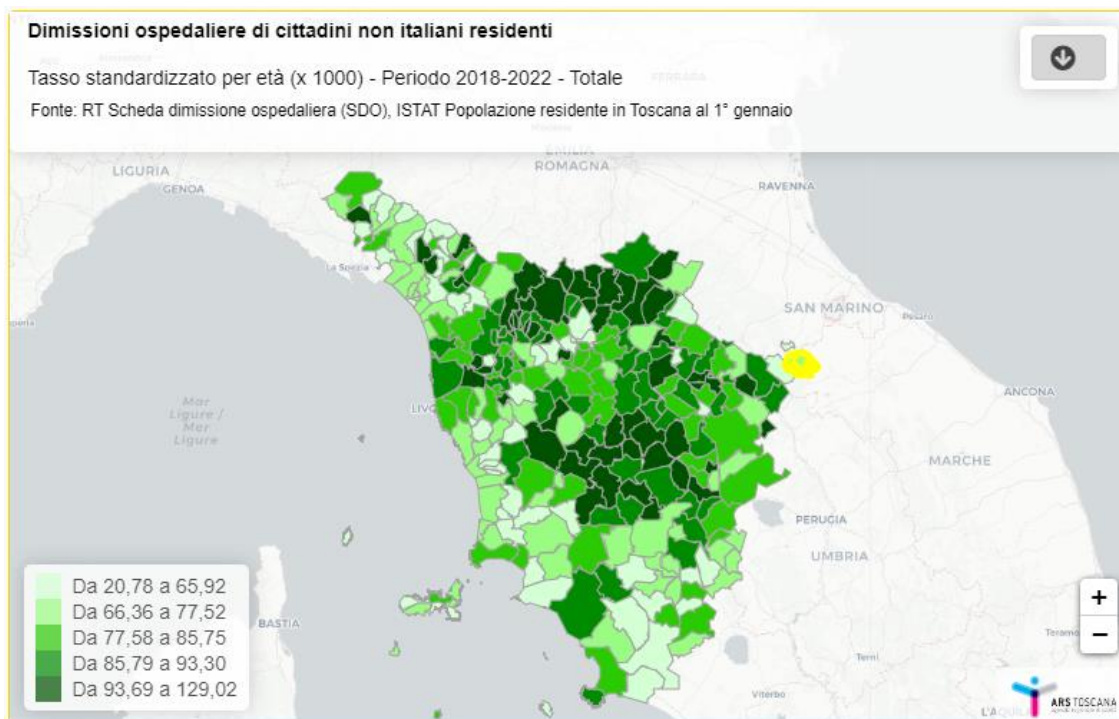 Dimissioni ospedaliere di cittadini non italiani residenti
Tasso standardizzato per età (x 1000) - Periodo 2018-2022 - Totale
Fonte: RT Scheda dimissione ospedaliera (SDO), ISTAT Popolazione residente in Toscana al 1° gennaio
FERRARA
EMILIA
ROMAGNA
LIGURIA
GENOA
RAVENNA
La Spezia
SAN MARINO
Pesaro
LIVO
ANCONA
Mar
Ligure /
Mer
Ligure
MARCHE
PERUGIA
UMBRIA
BASTIA
Da 20,78 a 65,92
Da 66,36 a 77,52
Da 77,58 a 85,75
Da 85,79 a 93,30
Da 93,69 a 129,02
+
−
Teramo
Terni
Viterbo
L'AQUILA
ARS TOSCANA